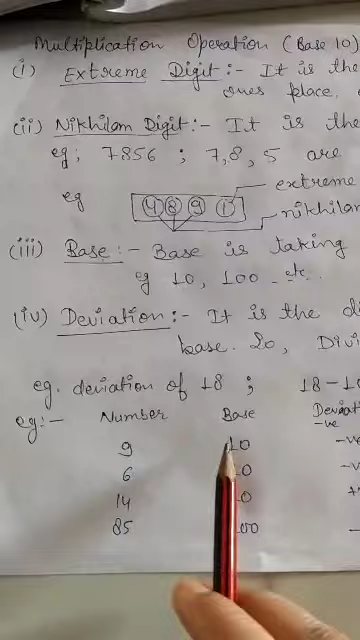 Multiplication Operation (Base 10)
(i) Extreme Digit:- It is the
ones place.
(ii) Nikhilam Digit:- It is the
eg; 7856 ; 7,8,5 are
eg 4 8 9 1 extreme
nikhilam
(iii) Base:- Base is taking
eg 10, 100 - etc..
(iv) Deviation:- It is the
base. 20,
eg. deviation of 18 ; 18-10
eg:- Number Base
-ve
9 10 -ve
6
14
85